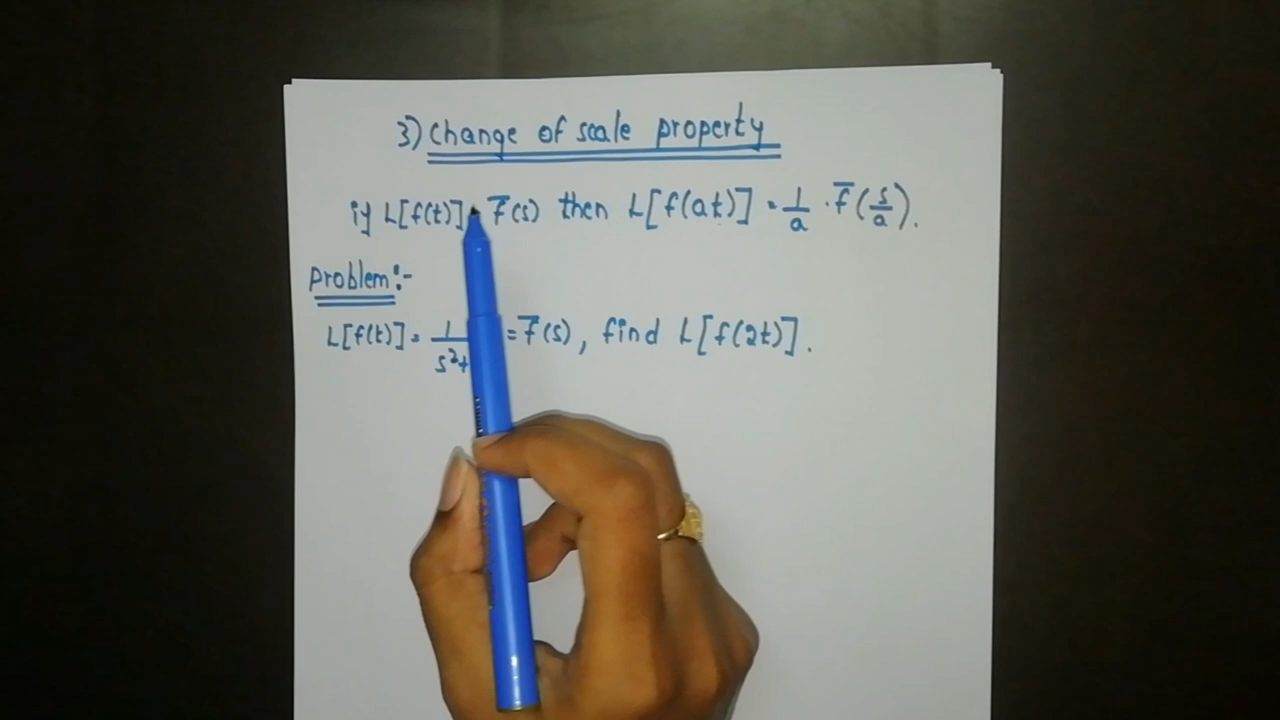 3) Change of scale property
if L[f(t)] = f̅(s) then L[f(at)] = 1/a · f̅(s/a).
Problem:-
L[f(t)] = 1/s²+ = f̅(s), find L[f(2t)].